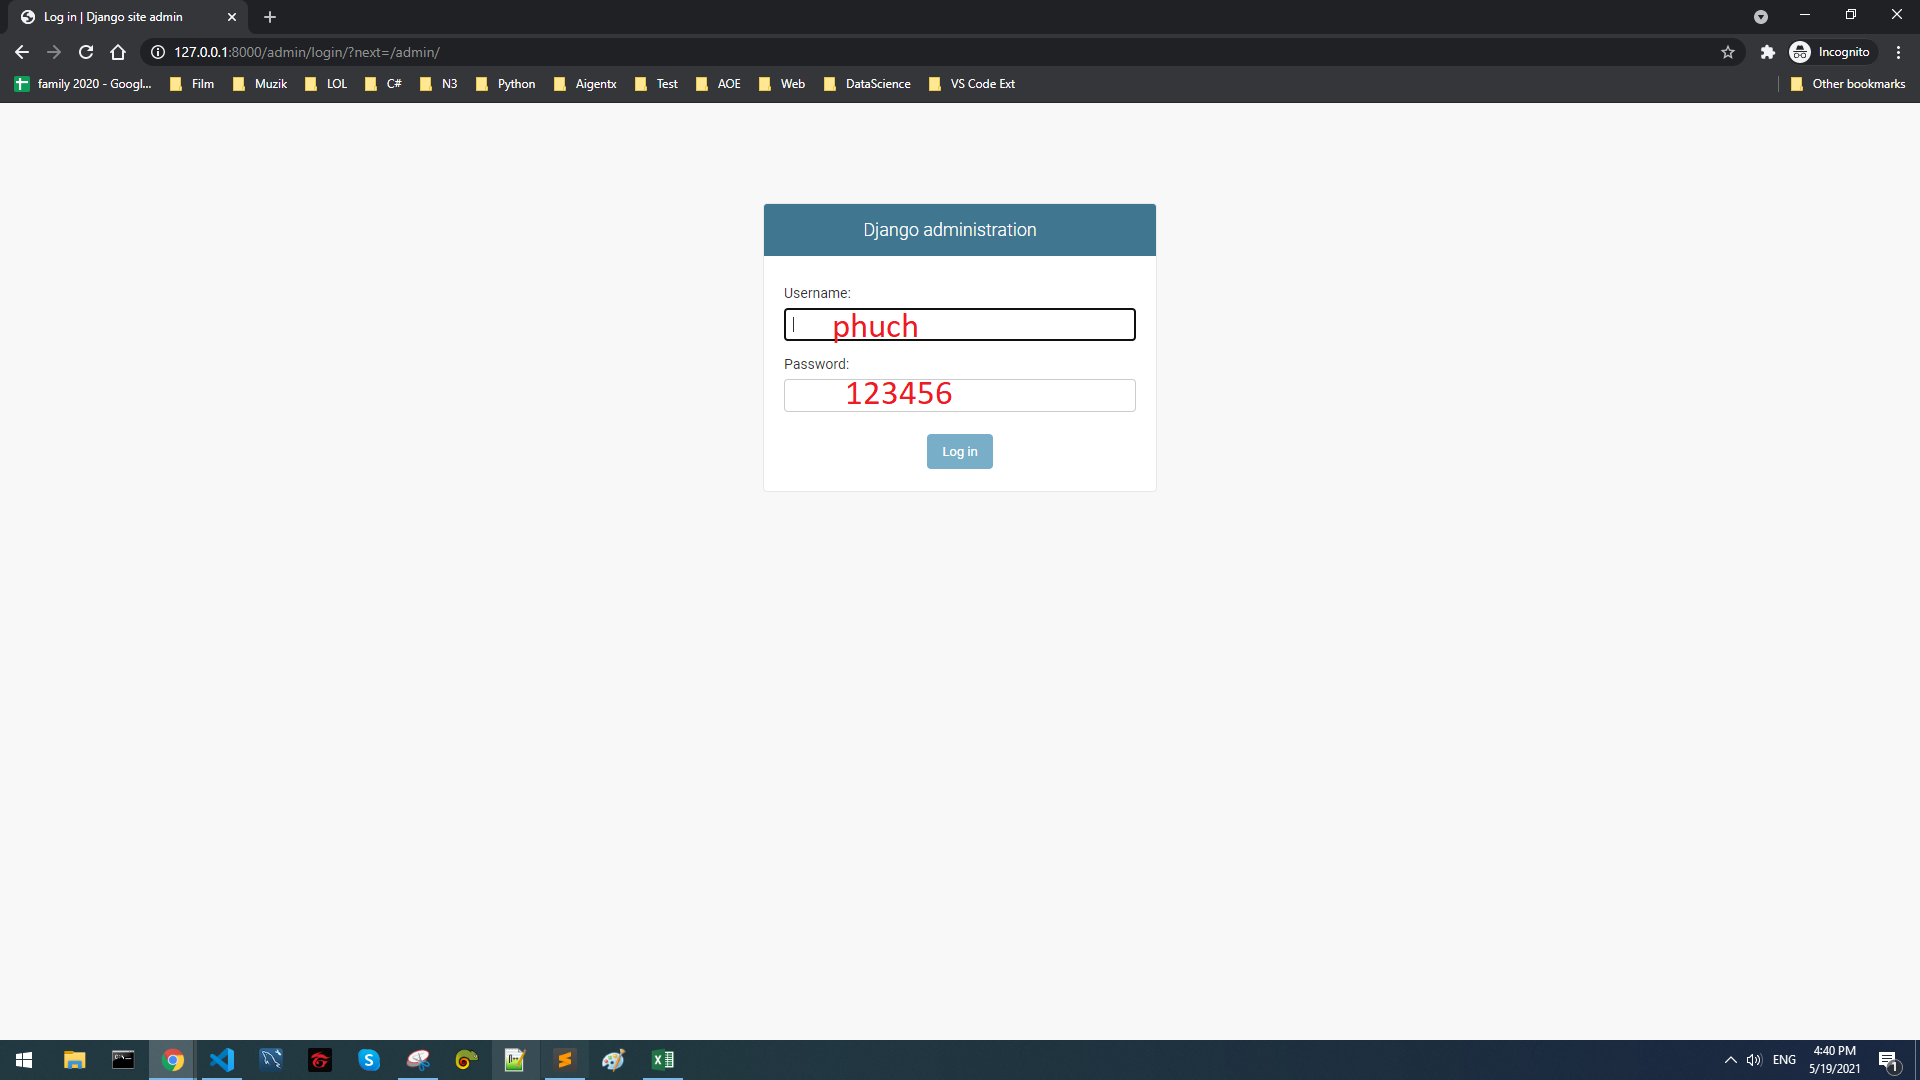 Log in | Django site admin
127.0.0.1:8000/admin/login/?next=/admin/
Incognito
family 2020 - Googl...
Film
Muzik
LOL
C#
N3
Python
Aigentx
Test
AOE
Web
DataScience
VS Code Ext
Other bookmarks
Django administration
Username:
phuch
Password:
123456
Log in
ENG
4:40 PM
5/19/2021
1